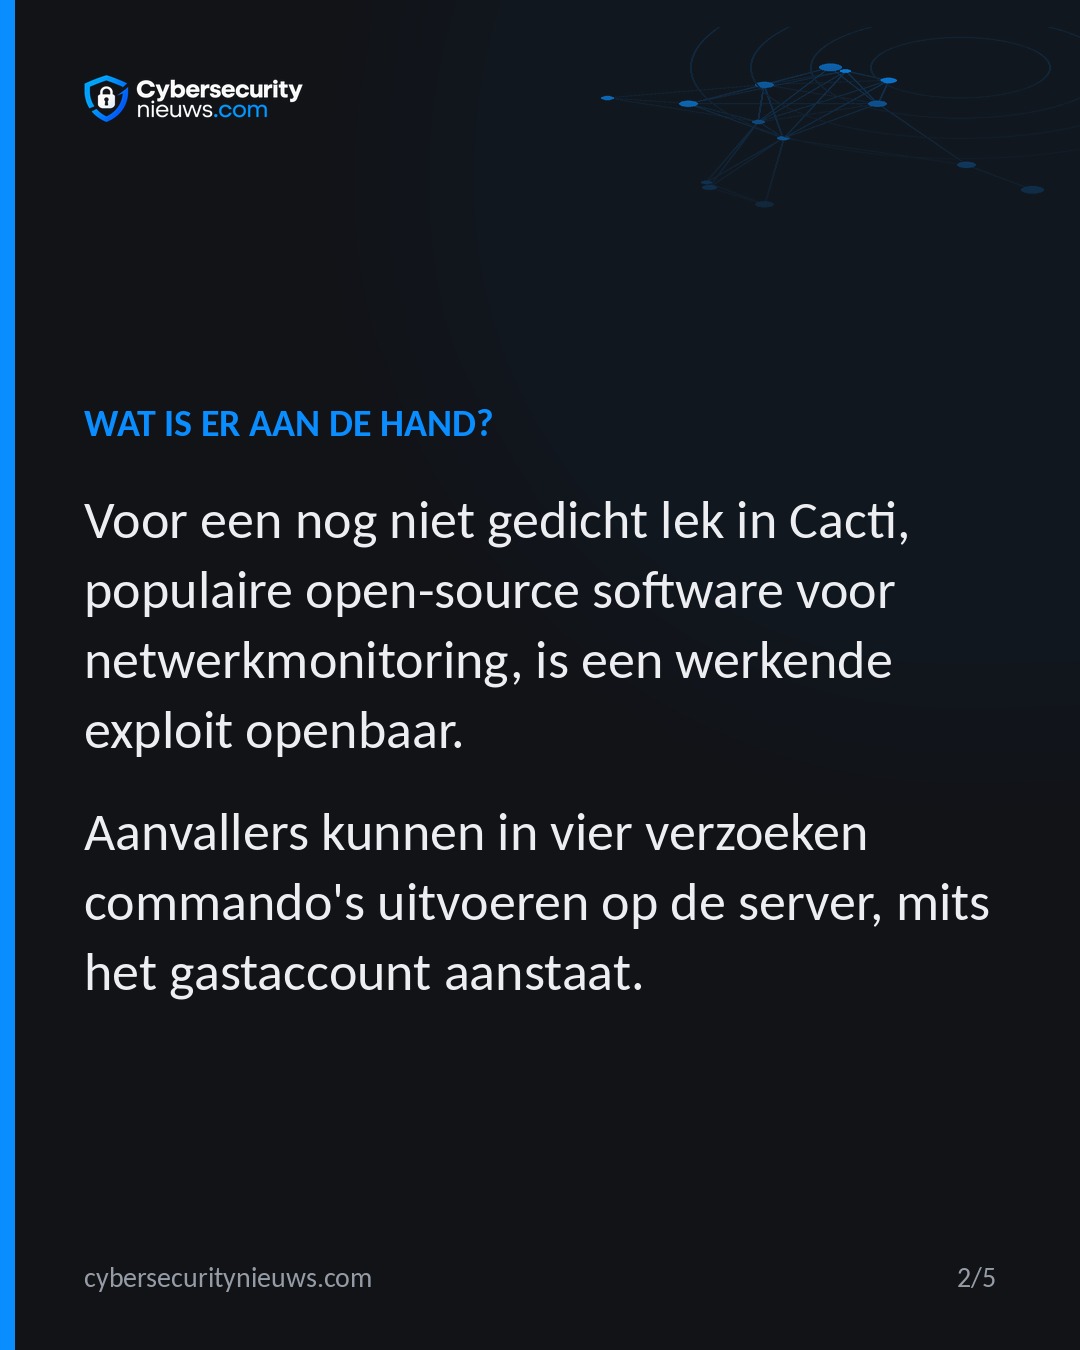 Cybersecurity
nieuws.com
WAT IS ER AAN DE HAND?
Voor een nog niet gedicht lek in Cacti,
populaire open-source software voor
netwerkmonitoring, is een werkende
exploit openbaar.
Aanvallers kunnen in vier verzoeken
commando's uitvoeren op de server, mits
het gastaccount aanstaat.
cybersecuritynieuws.com
2/5